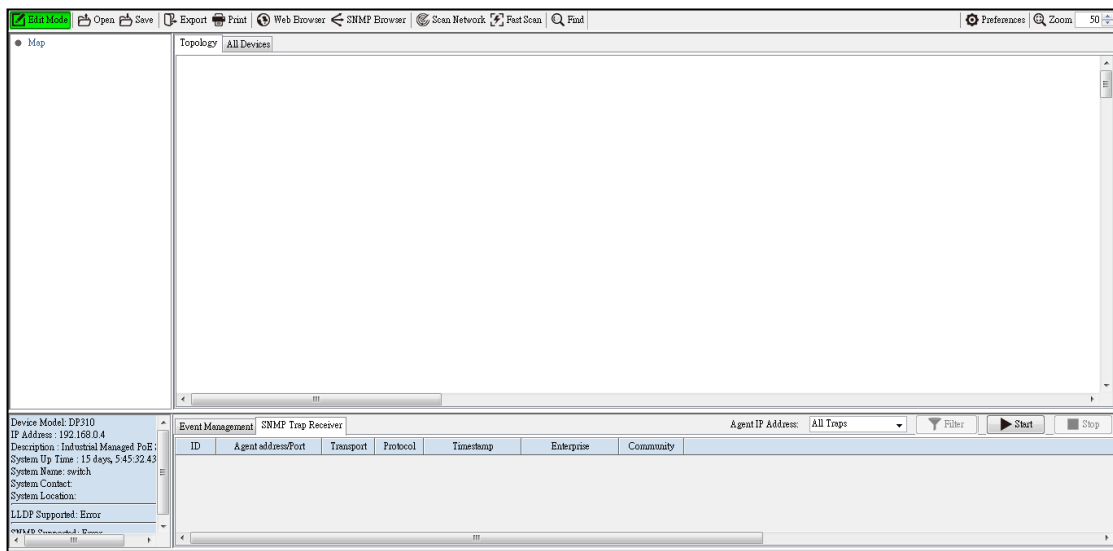 Edit Mode Open Save Export Print Web Browser SNMP Browser Scan Network Fast Scan Find Preferences Zoom 50
Map
Topology All Devices
Device Model: DP310
IP Address : 192.168.0.4
Description : Industrial Managed PoE
System Up Time : 15 days, 5:45:32.43
System Name: switch
System Contact:
System Location:
LLDP Supported: Error
SNMP Supported: Error
Event Management SNMP Trap Receiver Agent IP Address: All Traps Filter Start Stop
ID Agent address/Port Transport Protocol Timestamp Enterprise Community